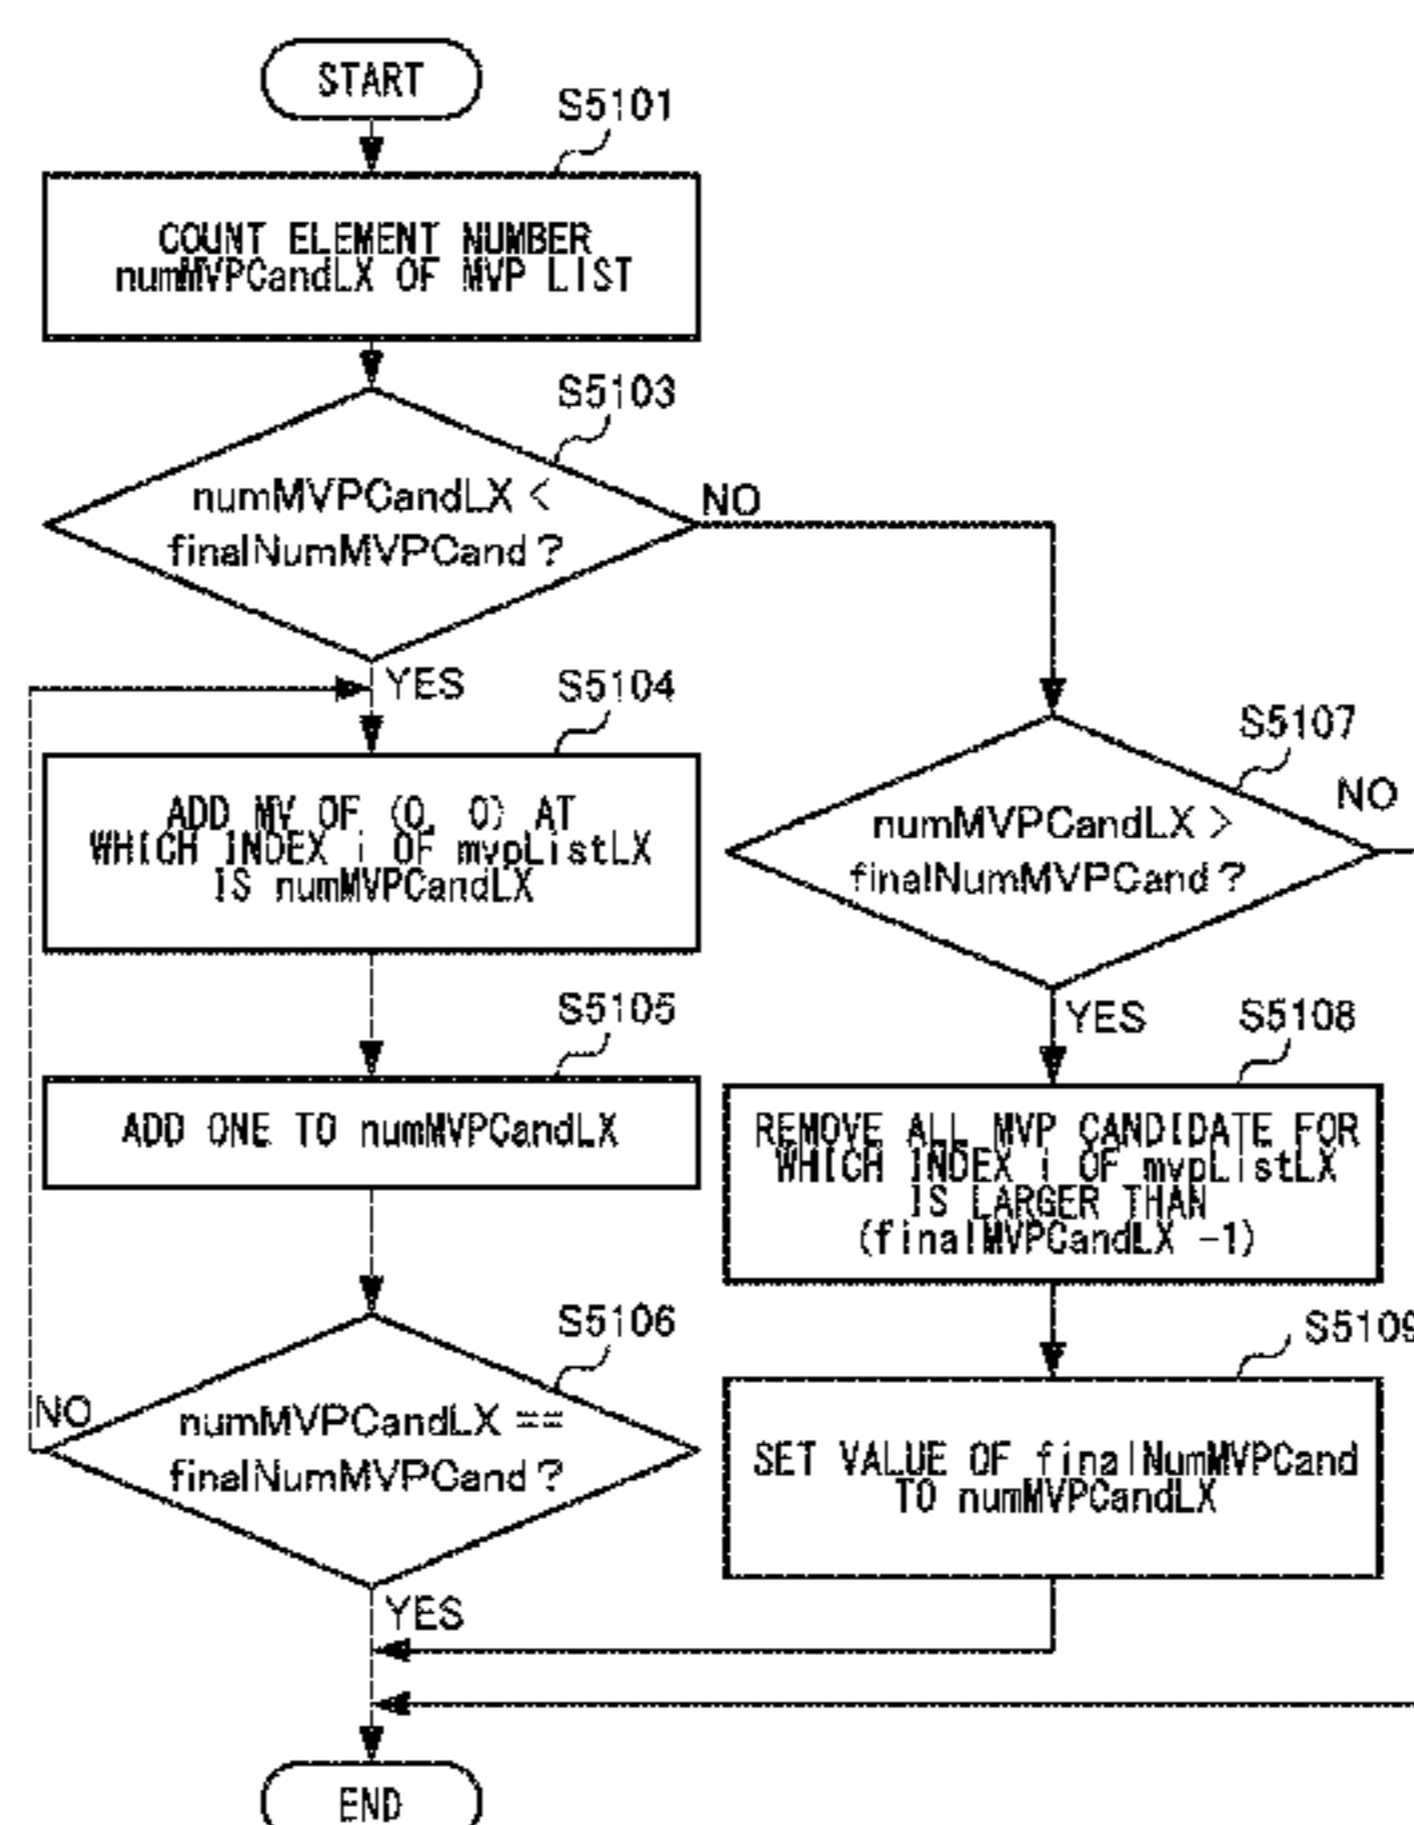 START
S5101
COUNT ELEMENT NUMBER
numMVPCandLX OF MVP LIST
S5103
numMVPCandLX <
finalNumMVPCand?
NO
YES
S5104
ADD MV OF (0, 0) AT
WHICH INDEX i OF mvpListLX
IS numMVPCandLX
S5105
ADD ONE TO numMVPCandLX
S5106
numMVPCandLX ==
finalNumMVPCand?
NO
YES
S5107
numMVPCandLX >
finalNumMVPCand?
NO
YES
S5108
REMOVE ALL MVP CANDIDATE FOR
WHICH INDEX i OF mvpListLX
IS LARGER THAN
(finalMVPCandLX -1)
S5109
SET VALUE OF finalNumMVPCand
TO numMVPCandLX
END